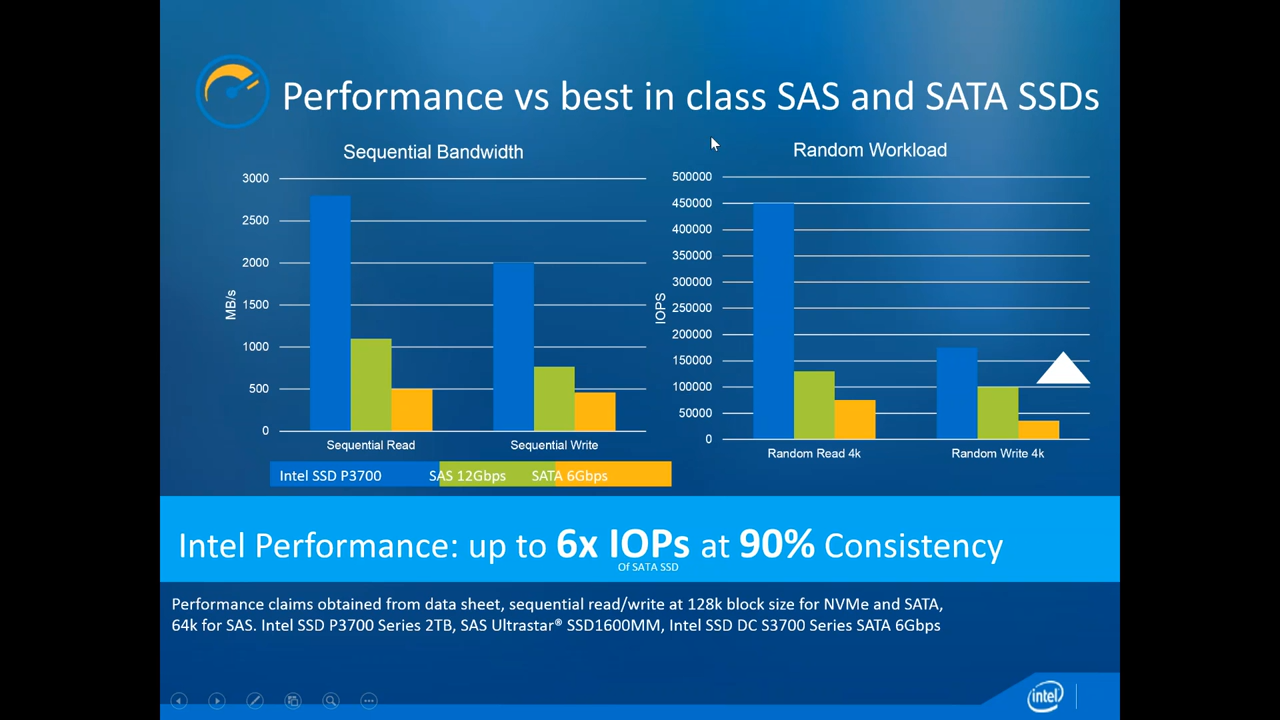 Performance vs best in class SAS and SATA SSDs
Sequential Bandwidth
3000
2500
2000
1500
1000
500
0
MB/s
Sequential Read
Sequential Write
Random Workload
500000
450000
400000
350000
300000
250000
200000
150000
100000
50000
0
IOPS
Random Read 4k
Random Write 4k
Intel SSD P3700
SAS 12Gbps
SATA 6Gbps
Intel Performance: up to 6x IOPs at 90% Consistency
Of SATA SSD
Performance claims obtained from data sheet, sequential read/write at 128k block size for NVMe and SATA,
64k for SAS. Intel SSD P3700 Series 2TB, SAS Ultrastar® SSD1600MM, Intel SSD DC S3700 Series SATA 6Gbps
intel